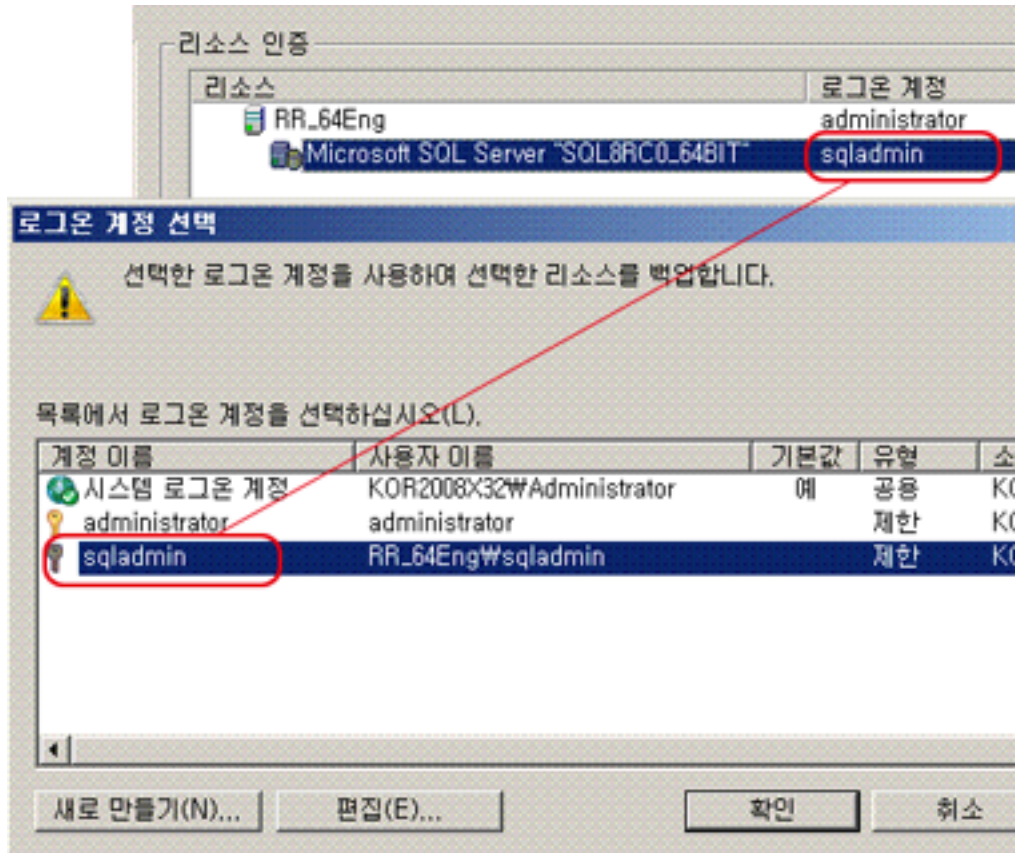 리소스 인증
리소스 로그온 계정
RR_64Eng administrator
Microsoft SQL Server "SQL8RC0_64BIT" sqladmin
로그온 계정 선택
선택한 로그온 계정을 사용하여 선택한 리소스를 백업합니다.
목록에서 로그온 계정을 선택하십시오(L).
계정 이름 사용자 이름 기본값 유형 소
시스템 로그온 계정 KOR2008X32₩Administrator 예 공용 KO
administrator administrator 제한 KO
sqladmin RR_64Eng₩sqladmin 제한 KO
새로 만들기(N)... 편집(E)... 확인 취소